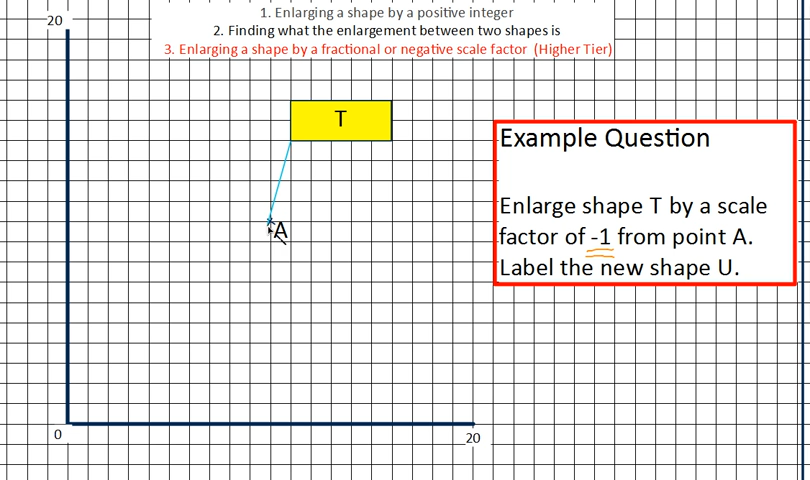 1. Enlarging a shape by a positive integer
2. Finding what the enlargement between two shapes is
3. Enlarging a shape by a fractional or negative scale factor (Higher Tier)
20
T
A
Example Question
Enlarge shape T by a scale
factor of -1 from point A.
Label the new shape U.
0
20